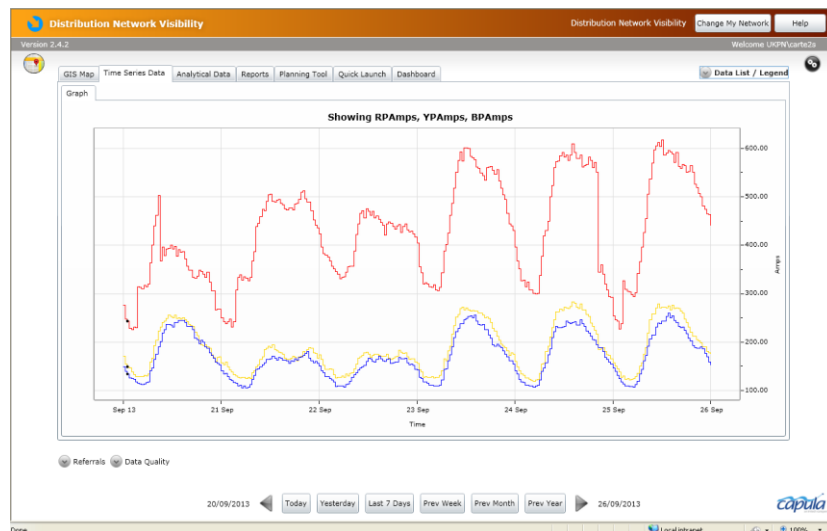 Distribution Network Visibility
Distribution Network Visibility Change My Network Help
Version 2.4.2 Welcome UKPN\carte2s
GIS Map Time Series Data Analytical Data Reports Planning Tool Quick Launch Dashboard Data List / Legend
Graph
Showing RPAmps, YPAmps, BPAmps
600.00
500.00
400.00
300.00
200.00
100.00
Amps
Sep 13 21 Sep 22 Sep 23 Sep 24 Sep 25 Sep 26 Sep
Time
Referrals Data Quality
20/09/2013 Today Yesterday Last 7 Days Prev Week Prev Month Prev Year 26/09/2013
capula
Done Local intranet 100%